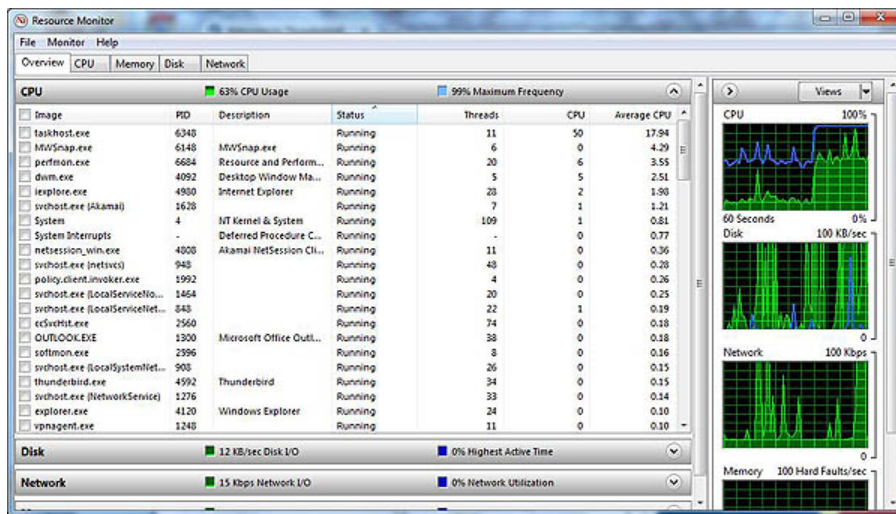 Resource Monitor
File Monitor Help
Overview CPU Memory Disk Network
CPU 63% CPU Usage 99% Maximum Frequency
Image PID Description Status Threads CPU Average CPU
taskhost.exe 6348 Running 11 50 17.94
MWSnap.exe 6148 MWSnap.exe Running 6 0 4.29
perfmon.exe 6684 Resource and Perform... Running 20 6 3.55
dwm.exe 4092 Desktop Window Ma... Running 5 5 2.51
iexplore.exe 4980 Internet Explorer Running 28 2 1.98
svchost.exe (Akamai) 1628 Running 7 1 1.21
System 4 NT Kernel & System Running 109 1 0.81
System Interrupts - Deferred Procedure C... Running - 0 0.77
netsession_win.exe 4808 Akamai NetSession Cli... Running 11 0 0.36
svchost.exe (netsvcs) 948 Running 48 0 0.28
policy.client.invoker.exe 1992 Running 4 0 0.26
svchost.exe (LocalServiceNo... 1464 Running 20 0 0.25
svchost.exe (LocalServiceNet... 848 Running 22 1 0.19
ccSvcHst.exe 2560 Running 74 0 0.18
OUTLOOK.EXE 1300 Microsoft Office Outl... Running 38 0 0.18
softmon.exe 2596 Running 8 0 0.16
svchost.exe (LocalSystemNet... 908 Running 26 0 0.15
thunderbird.exe 4592 Thunderbird Running 34 0 0.15
svchost.exe (NetworkService) 1276 Running 33 0 0.14
explorer.exe 4120 Windows Explorer Running 24 0 0.10
vpnagent.exe 1248 Running 11 0 0.10
Disk 12 KB/sec Disk I/O 0% Highest Active Time
Network 15 Kbps Network I/O 0% Network Utilization
Views
CPU 100%
60 Seconds 0%
Disk 100 KB/sec
0
Network 100 Kbps
0
Memory 100 Hard Faults/sec